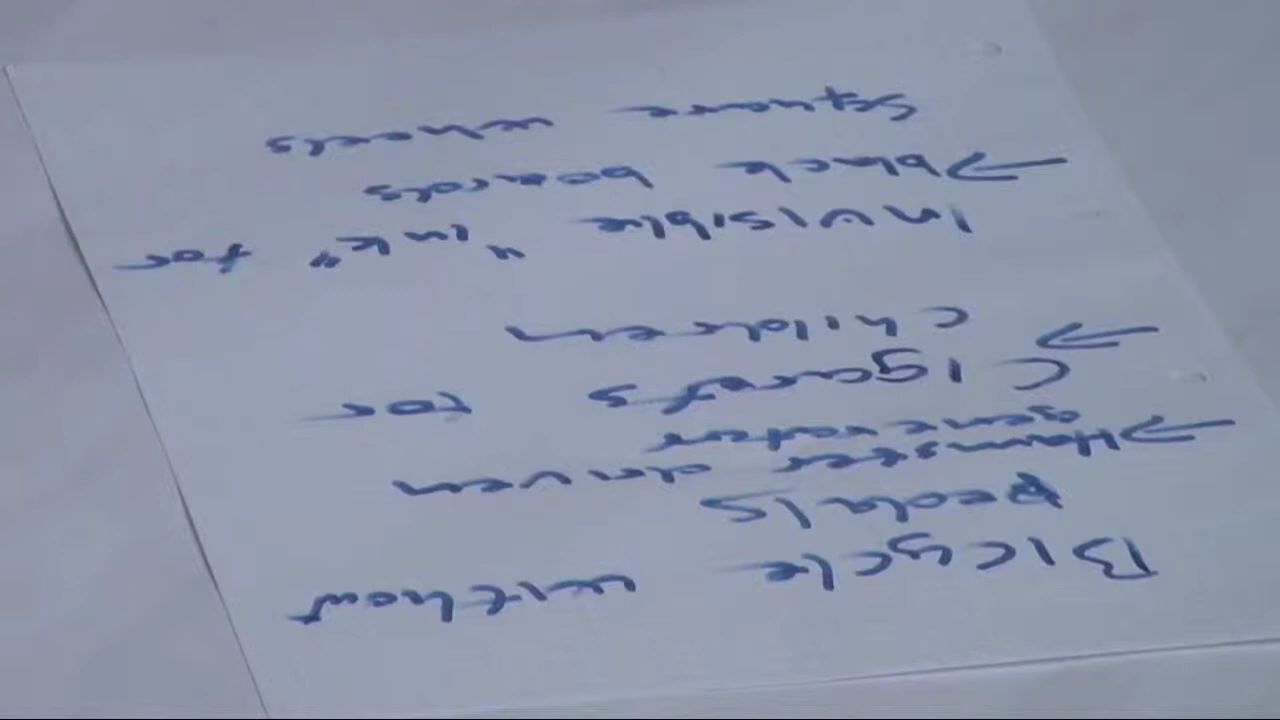 Bicycle without
pedals
→ Hamster driven
generator
Cigarets for
→ children
Invisible "ink" for
→ black boards
Square wheels